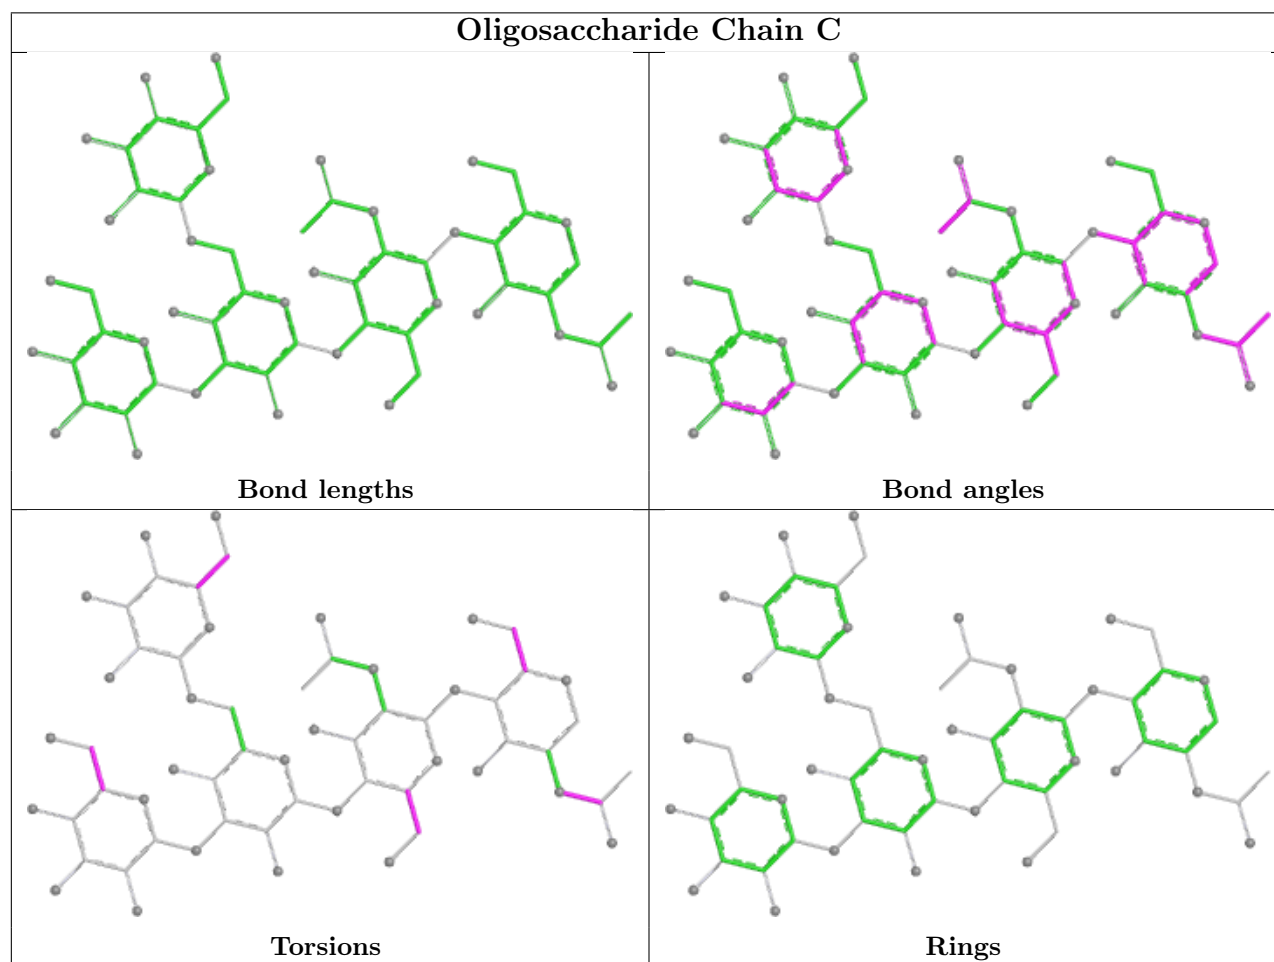 Oligosaccharide Chain C
Bond lengths
Bond angles
Torsions
Rings